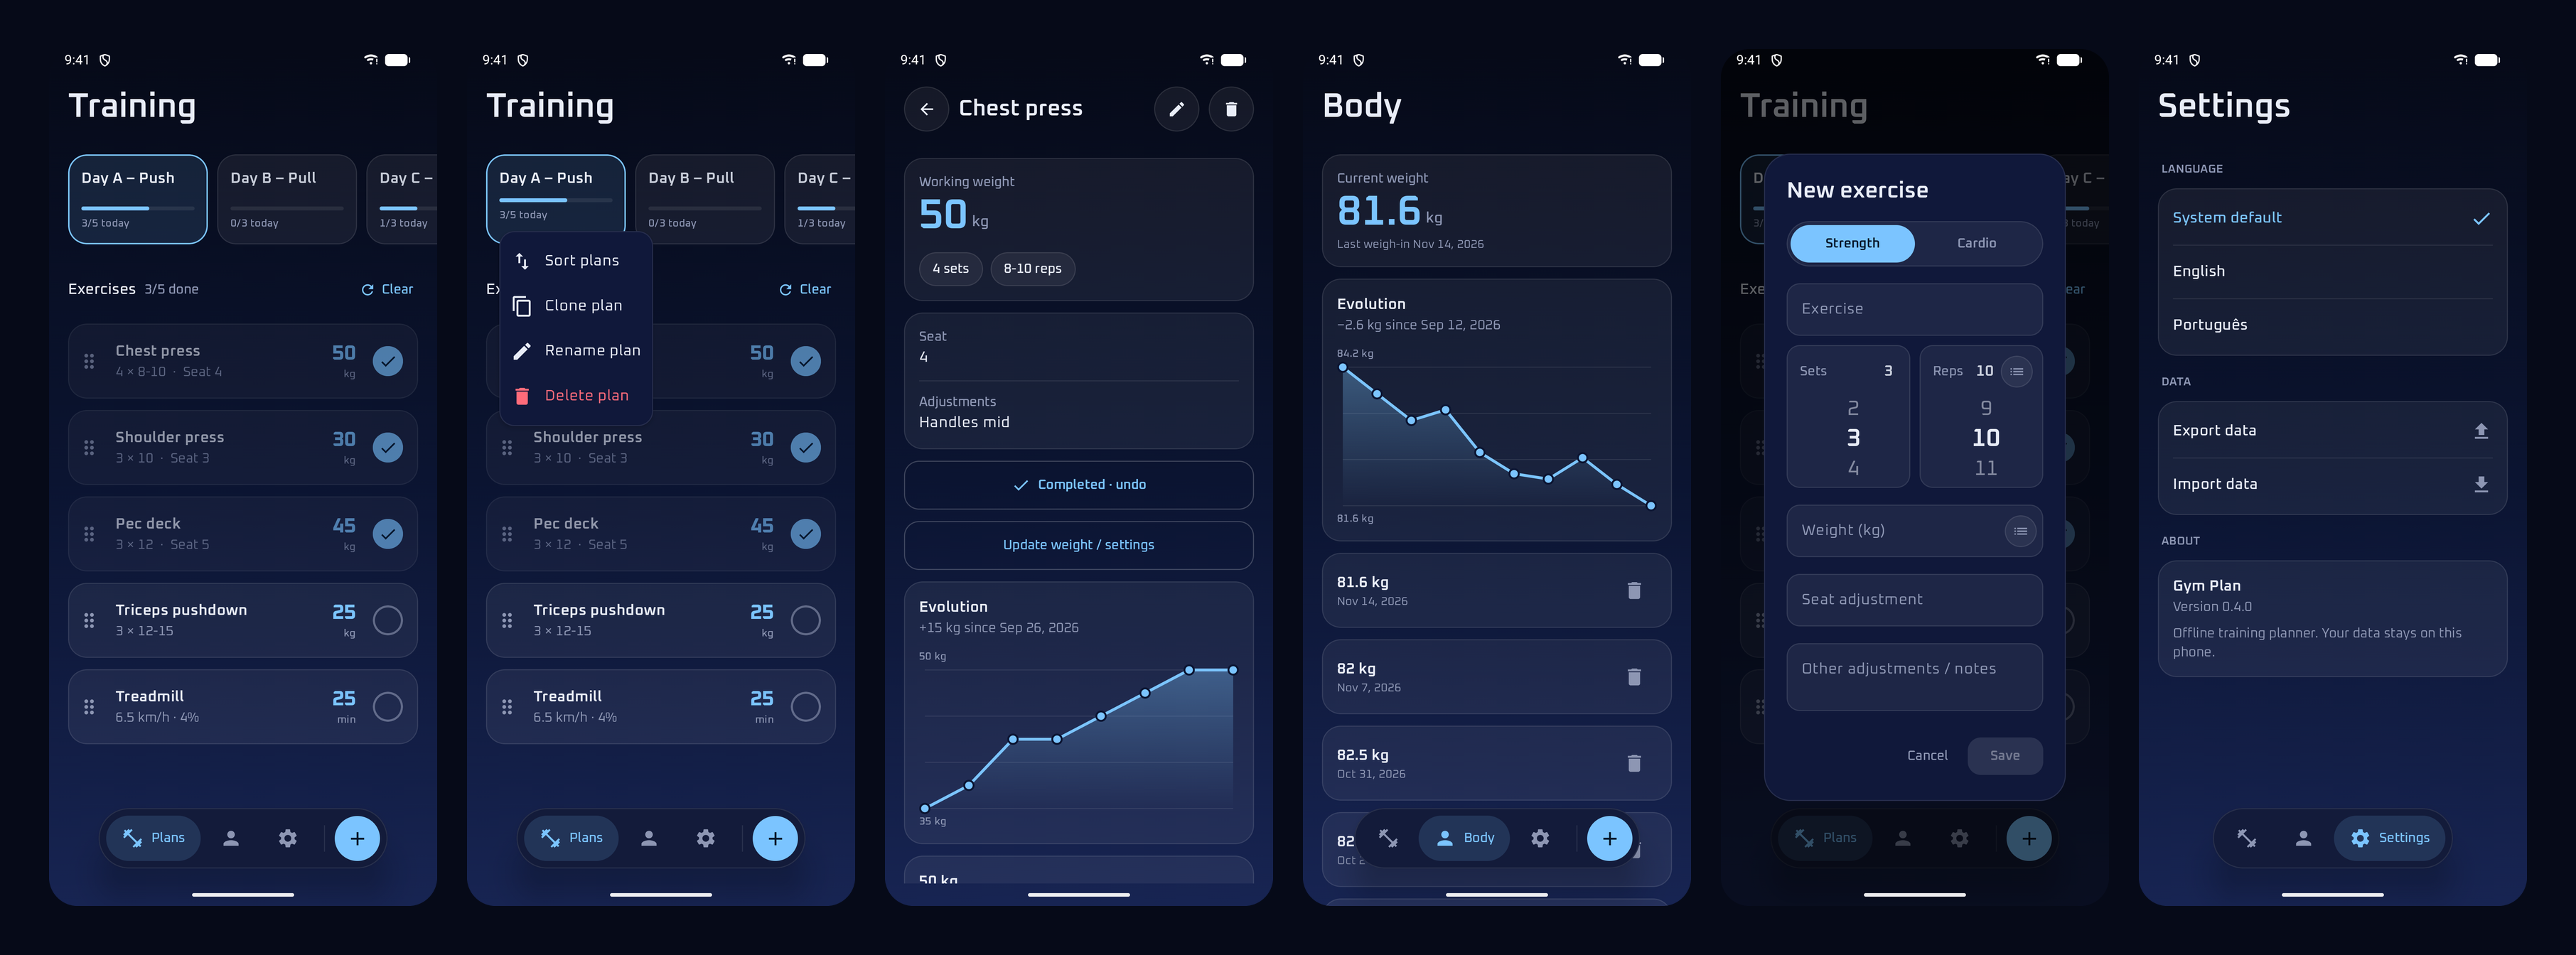 9:41
Training
Day A – Push
3/5 today
Day B – Pull
0/3 today
Day C –
1/3 today
Exercises 3/5 done
Clear
Chest press
4 × 8-10 · Seat 4
50
kg
Shoulder press
3 × 10 · Seat 3
30
kg
Pec deck
3 × 12 · Seat 5
45
kg
Triceps pushdown
3 × 12-15
25
kg
Treadmill
6.5 km/h · 4%
25
min
Plans
9:41
Training
Day A – Push
3/5 today
Day B – Pull
0/3 today
Day C –
1/3 today
Sort plans
Clone plan
Rename plan
Delete plan
Ex
Clear
50
kg
Shoulder press
3 × 10 · Seat 3
30
kg
Pec deck
3 × 12 · Seat 5
45
kg
Triceps pushdown
3 × 12-15
25
kg
Treadmill
6.5 km/h · 4%
25
min
Plans
9:41
Chest press
Working weight
50 kg
4 sets
8-10 reps
Seat
4
Adjustments
Handles mid
Completed · undo
Update weight / settings
Evolution
+15 kg since Sep 26, 2026
50 kg
35 kg
50 kg
9:41
Body
Current weight
81.6 kg
Last weigh-in Nov 14, 2026
Evolution
−2.6 kg since Sep 12, 2026
84.2 kg
81.6 kg
81.6 kg
Nov 14, 2026
82 kg
Nov 7, 2026
82.5 kg
Oct 31, 2026
82
Oct 2
Body
9:41
Training
D
3/
ay C –
3 today
Exe
ear
New exercise
Strength
Cardio
Exercise
Sets 3
2
3
4
Reps 10
9
10
11
Weight (kg)
Seat adjustment
Other adjustments / notes
Cancel
Save
Plans
9:41
Settings
LANGUAGE
System default
English
Português
DATA
Export data
Import data
ABOUT
Gym Plan
Version 0.4.0
Offline training planner. Your data stays on this
phone.
Settings